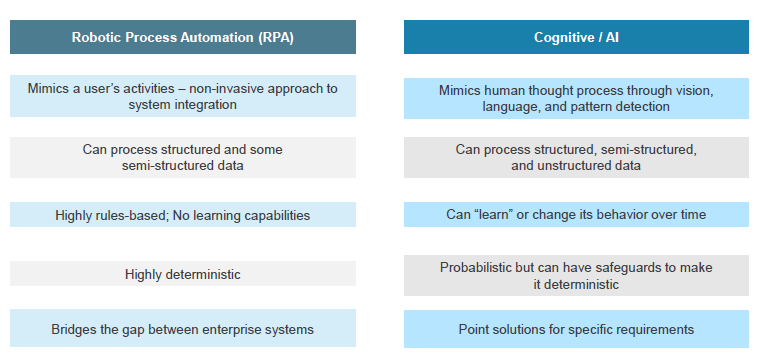 Robotic Process Automation (RPA)
Cognitive / AI
Mimics a user’s activities – non-invasive approach to
system integration
Mimics human thought process through vision,
language, and pattern detection
Can process structured and some
semi-structured data
Can process structured, semi-structured,
and unstructured data
Highly rules-based; No learning capabilities
Can “learn” or change its behavior over time
Highly deterministic
Probabilistic but can have safeguards to make
it deterministic
Bridges the gap between enterprise systems
Point solutions for specific requirements